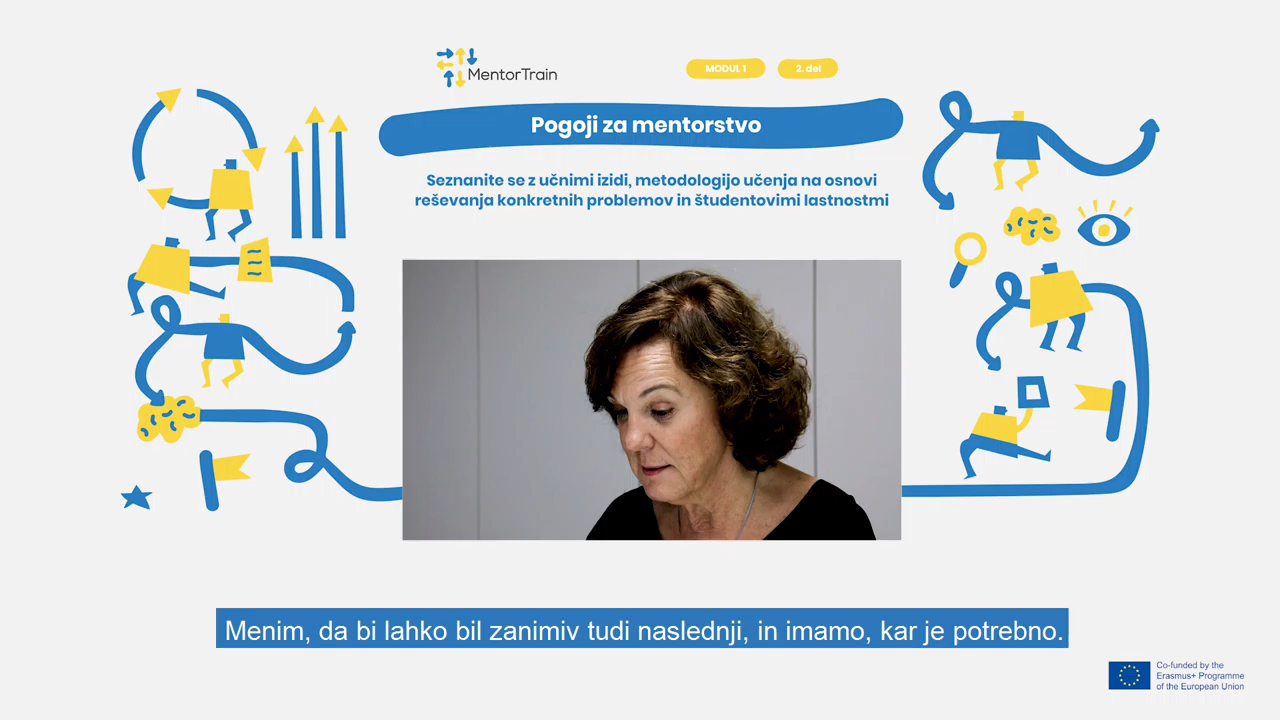 MentorTrain
MODUL 1
2. del
Pogoji za mentorstvo
Seznanite se z učnimi izidi, metodologijo učenja na osnovi
reševanja konkretnih problemov in študentovimi lastnostmi
Menim, da bi lahko bil zanimiv tudi naslednji, in imamo, kar je potrebno.
Co-funded by the
Erasmus+ Programme
of the European Union